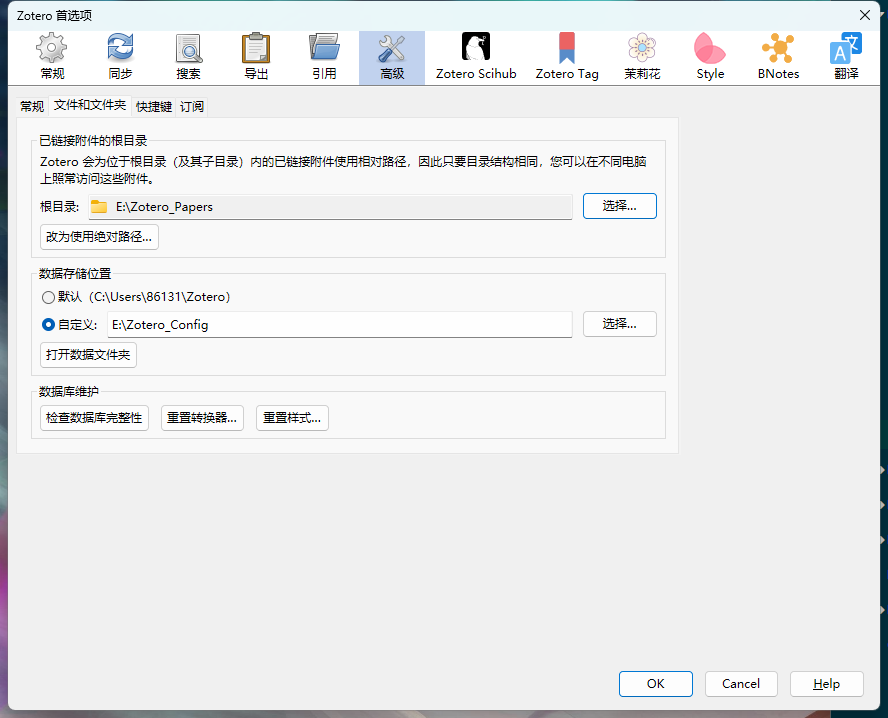 Zotero 首选项
常规 同步 搜索 导出 引用 高级 Zotero Scihub Zotero Tag 茉莉花 Style BNotes 翻译
常规 文件和文件夹 快捷键 订阅
已链接附件的根目录
Zotero 会为位于根目录（及其子目录）内的已链接附件使用相对路径，因此只要目录结构相同，您可以在不同电脑
上照常访问这些附件。
根目录: E:\Zotero_Papers 选择...
改为使用绝对路径...
数据存储位置
默认（C:\Users\86131\Zotero）
自定义: E:\Zotero_Config 选择...
打开数据文件夹
数据库维护
检查数据库完整性 重置转换器... 重置样式...
OK Cancel Help